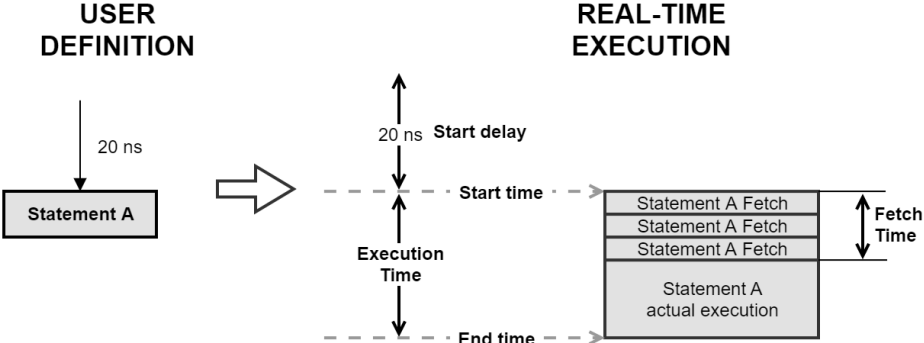 USER
DEFINITION
REAL-TIME
EXECUTION
20 ns
Statement A
20 ns Start delay
Start time
Execution
Time
End time
Statement A Fetch
Statement A Fetch
Statement A Fetch
Statement A
actual execution
Fetch
Time